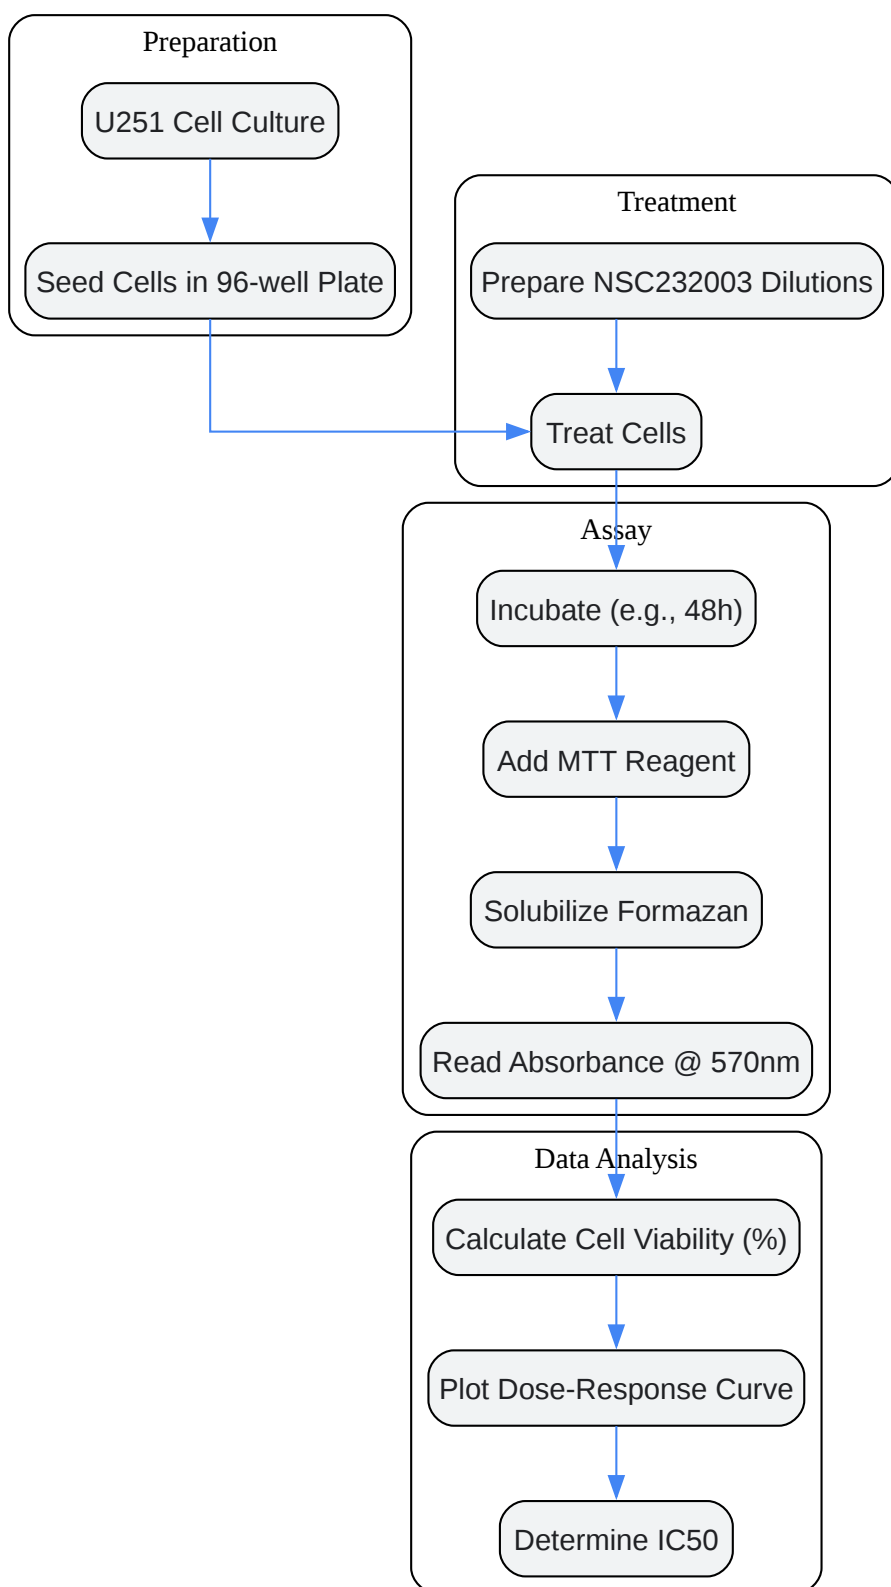 Preparation
U251 Cell Culture
Seed Cells in 96-well Plate
Treatment
Prepare NSC232003 Dilutions
Treat Cells
Assay
Incubate (e.g., 48h)
Add MTT Reagent
Solubilize Formazan
Read Absorbance @ 570nm
Data Analysis
Calculate Cell Viability (%)
Plot Dose-Response Curve
Determine IC50